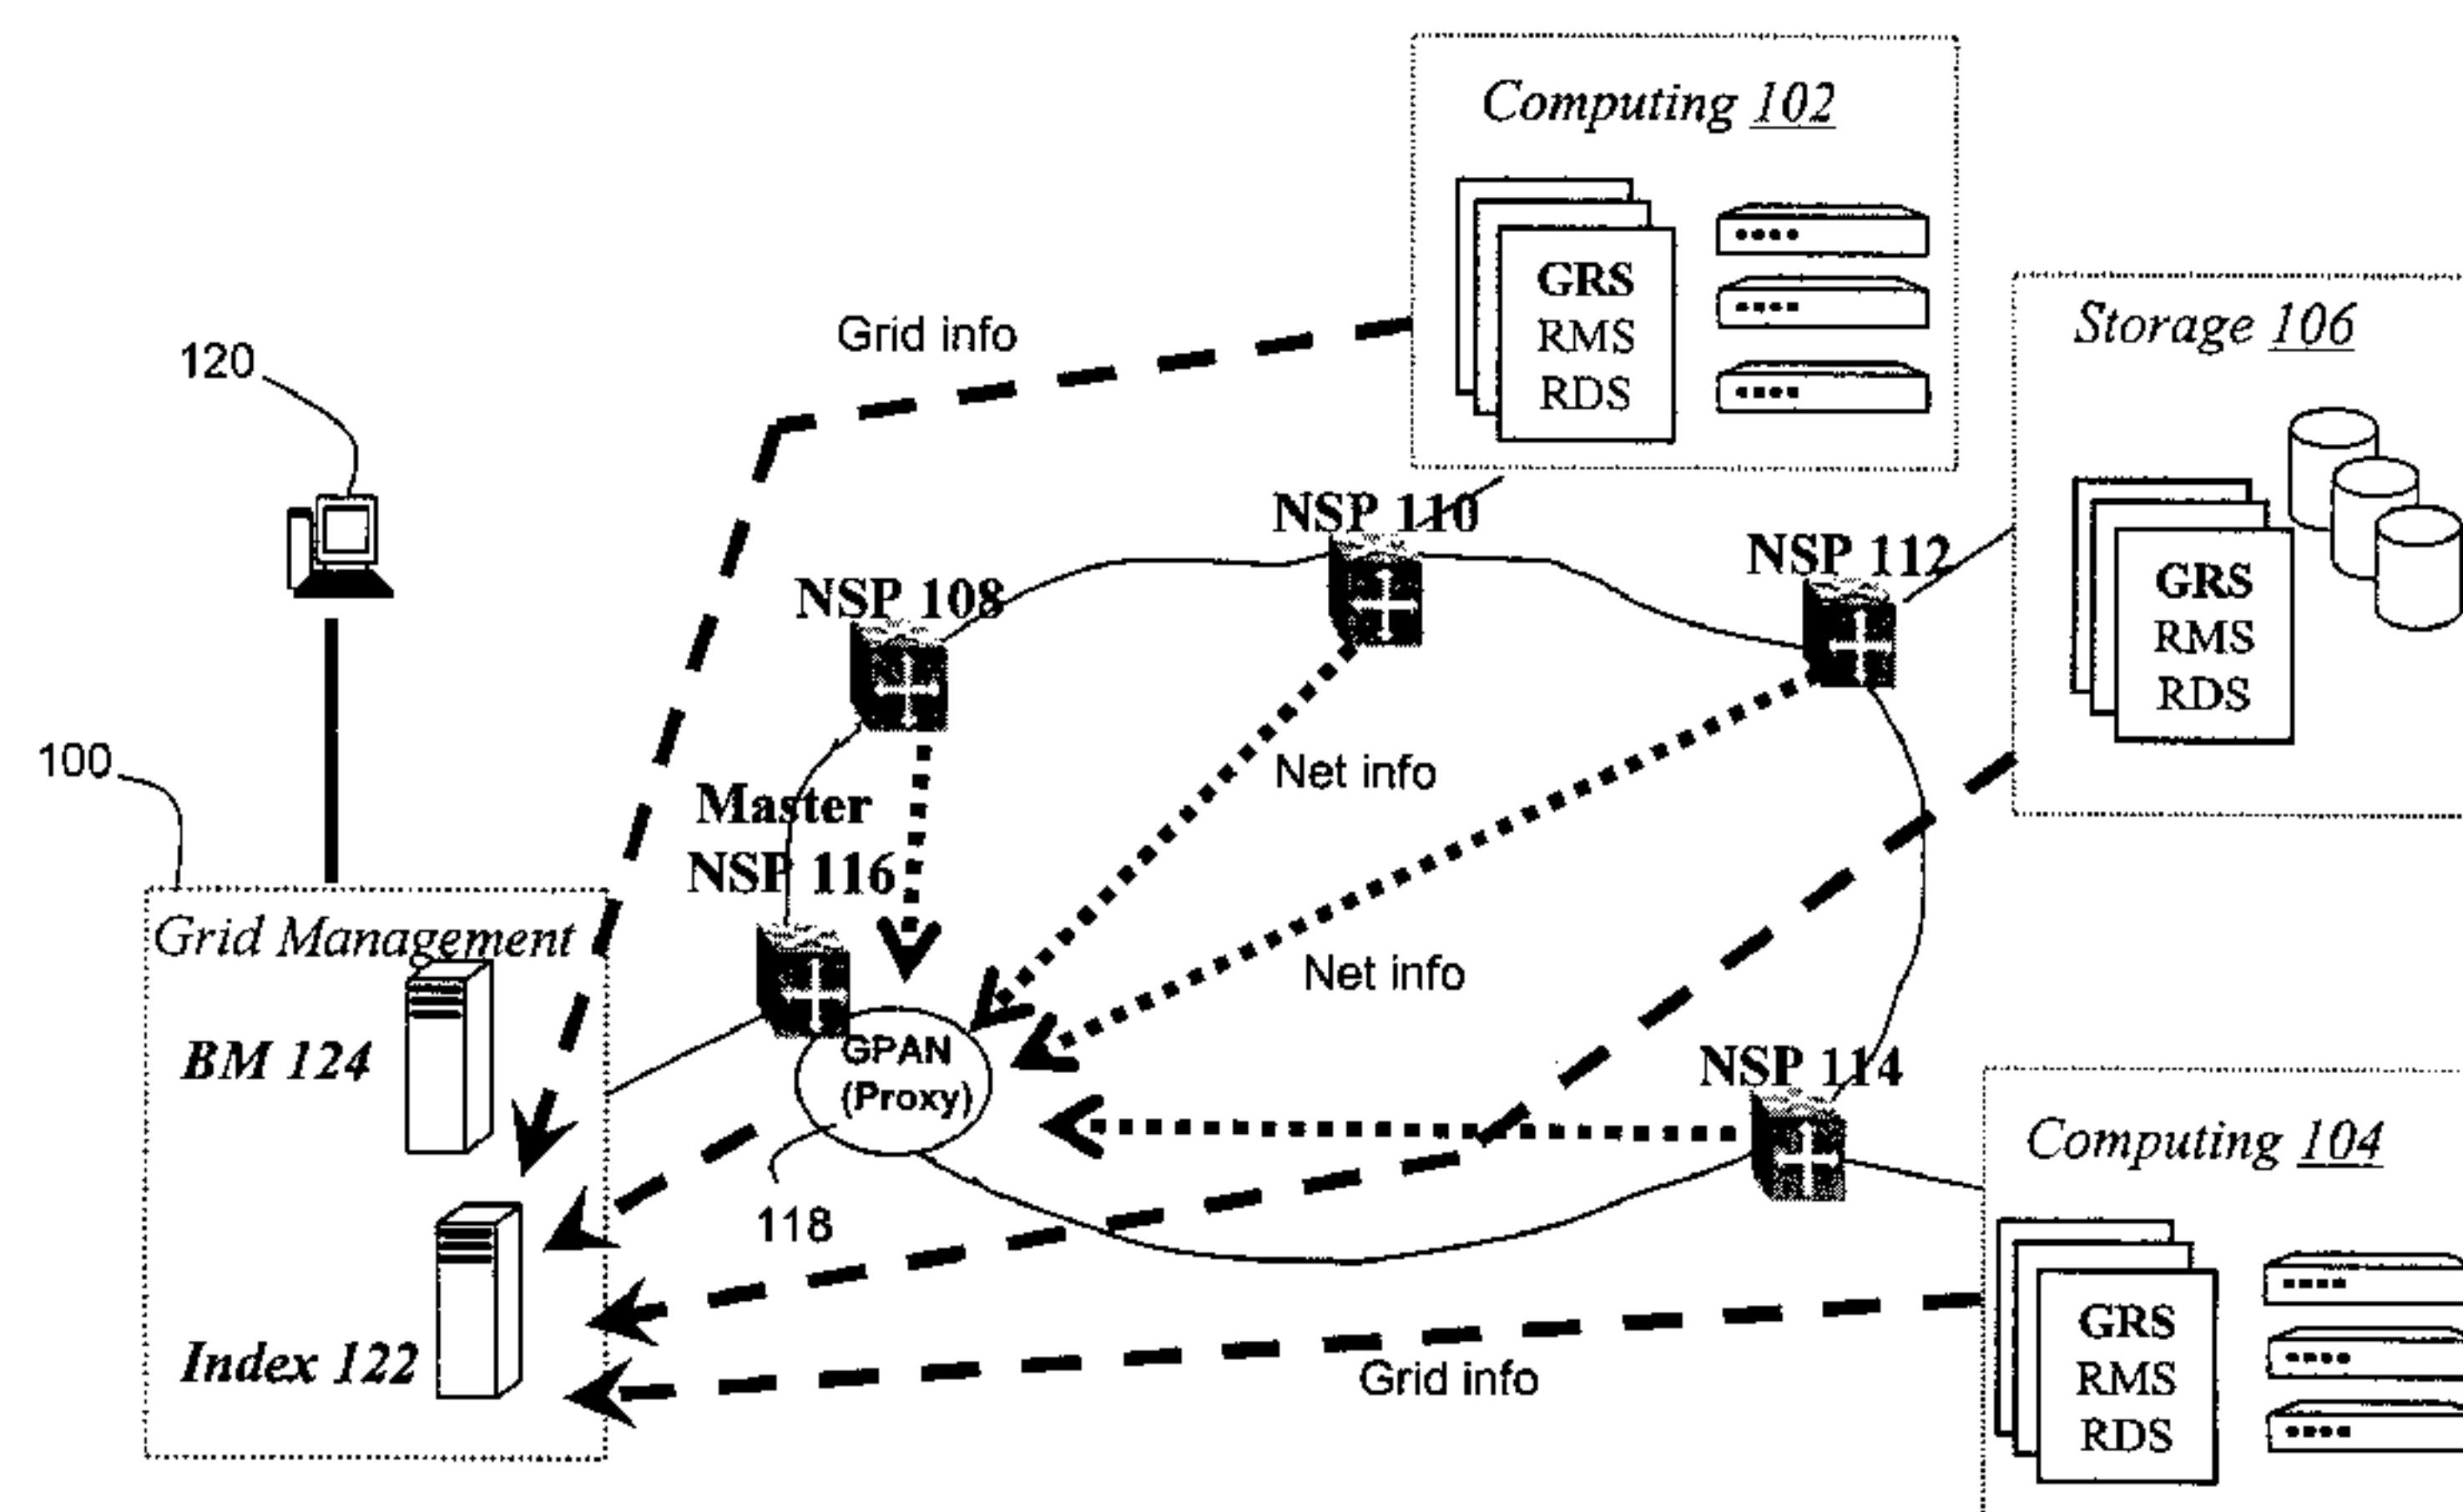 Computing 102
GRS
RMS
RDS
Storage 106
GRS
RMS
RDS
Grid info
120
NSP 110
NSP 112
NSP 108
100
Net info
Master
NSP 116
Grid Management
Net info
BM 124
GPAN
(Proxy)
NSP 114
118
Computing 104
Index 122
Grid info
GRS
RMS
RDS